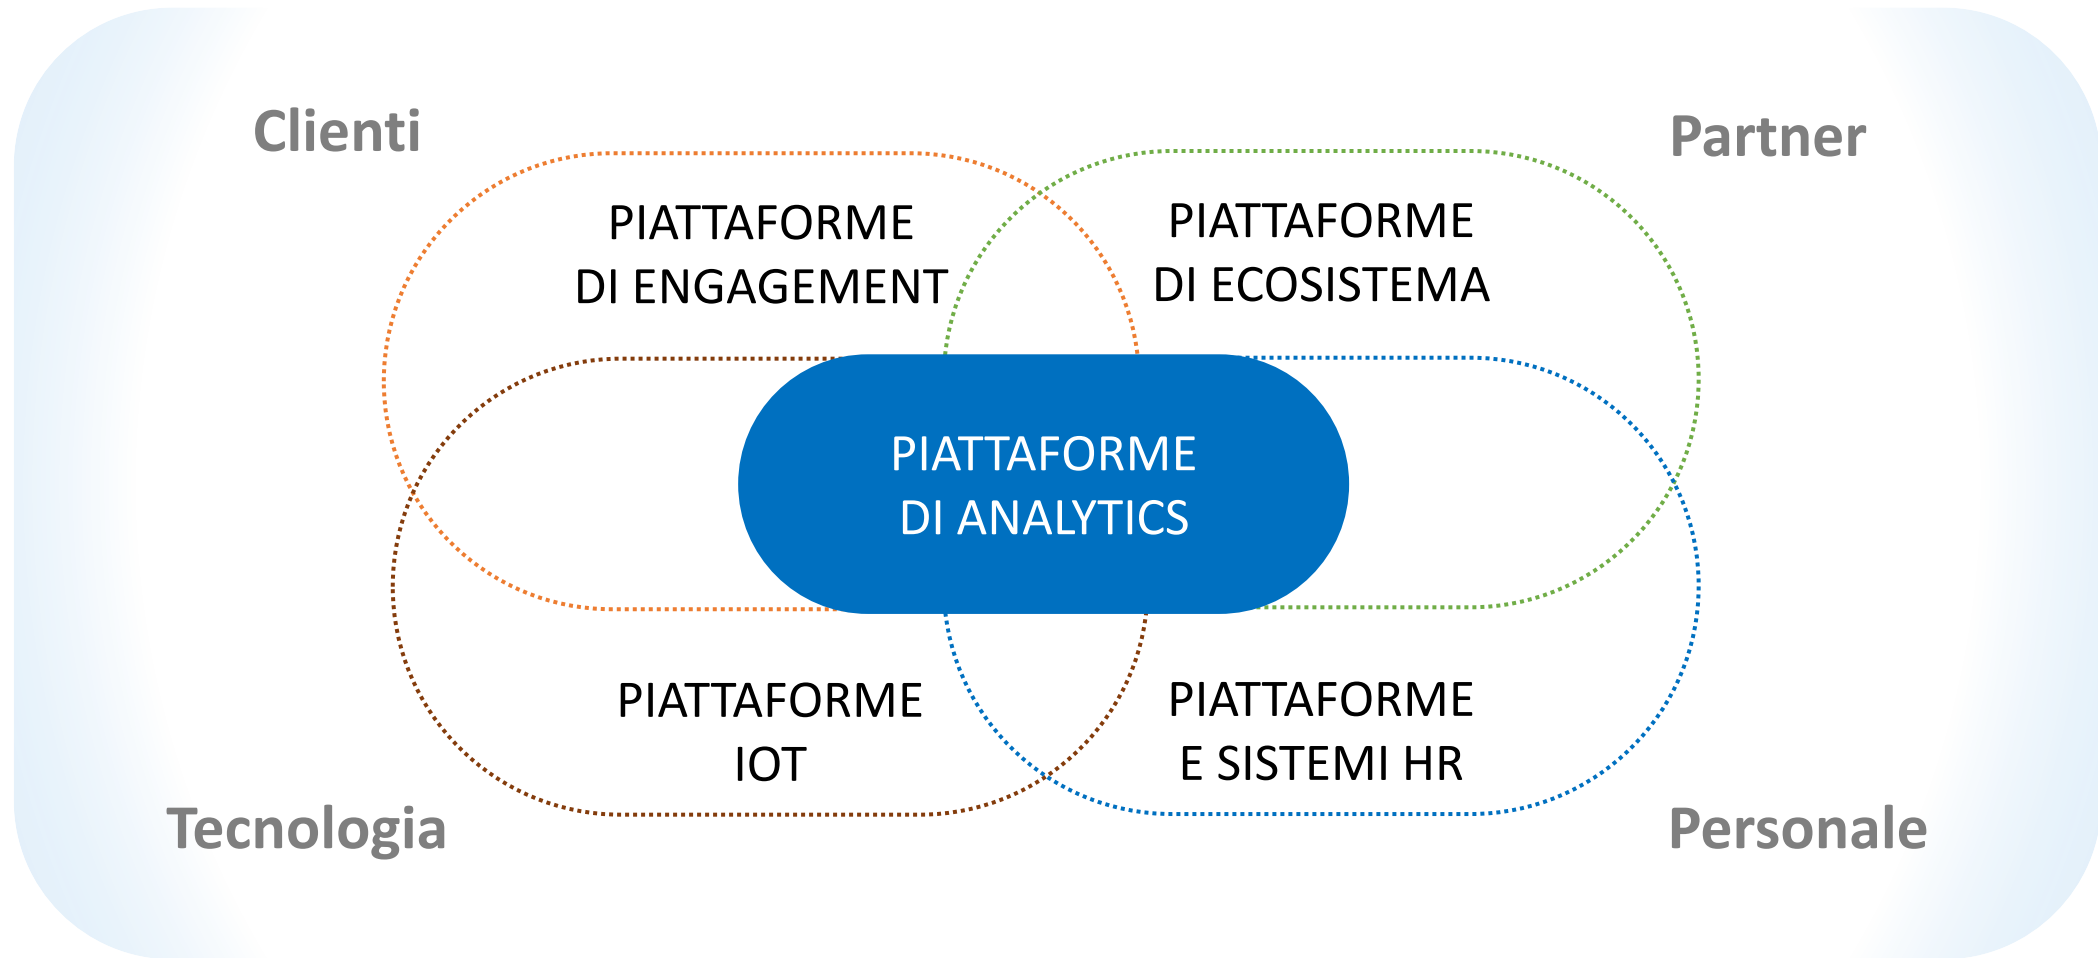 Clienti
Partner
PIATTAFORME
DI ENGAGEMENT
PIATTAFORME
DI ECOSISTEMA
PIATTAFORME
DI ANALYTICS
PIATTAFORME
IOT
PIATTAFORME
E SISTEMI HR
Tecnologia
Personale